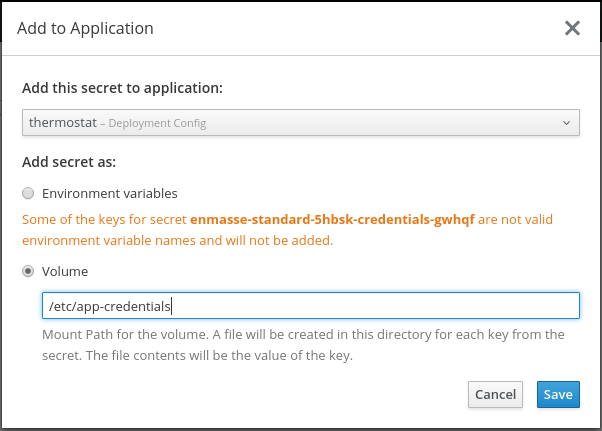 Add to Application
Add this secret to application:
thermostat – Deployment Config
Add secret as:
Environment variables
Some of the keys for secret enmasse-standard-5hbsk-credentials-gwhqf are not valid
environment variable names and will not be added.
Volume
/etc/app-credentials
Mount Path for the volume. A file will be created in this directory for each key from the
secret. The file contents will be the value of the key.
Cancel Save